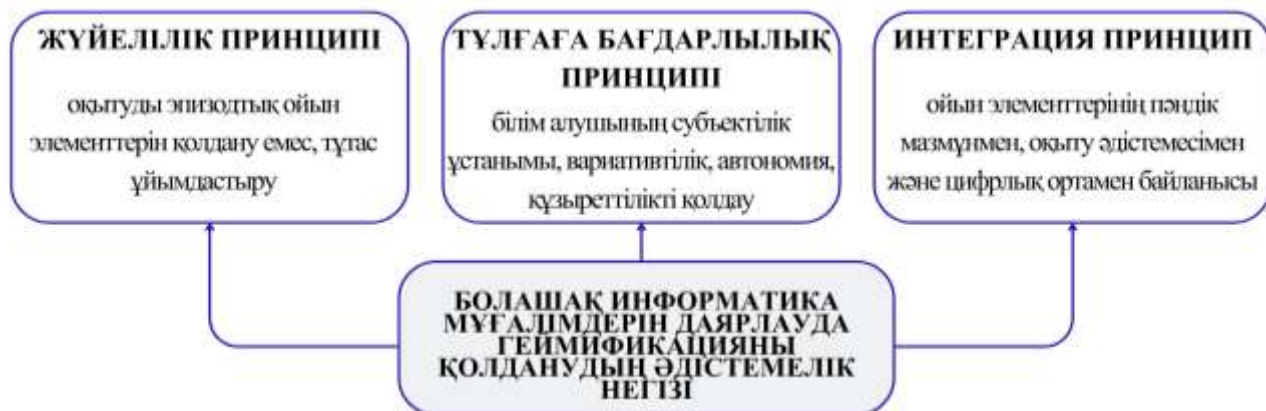 ЖҮЙЕЛІЛІК ПРИНЦИПІ
оқытуды эпизодтық ойын
элементтерін қолдану емес, тұтас
ұйымдастыру
ТҰЛҒАҒА БАҒДАРЛЫЛЫҚ
ПРИНЦИПІ
білім алушының субъектілік
ұстанымы, вариативтілік, автономия,
құзыреттілікті қолдау
ИНТЕГРАЦИЯ ПРИНЦИП
ойын элементтерінің пәндік
мазмұнмен, оқыту әдістемесімен
және цифрлық ортамен байланысы
БОЛАШАҚ ИНФОРМАТИКА
МҰҒАЛІМДЕРІН ДАЯРЛАУДА
ГЕЙМИФИКАЦИЯНЫ
ҚОЛДАНУДЫҢ ӘДІСТЕМЕЛІК
НЕГІЗІ